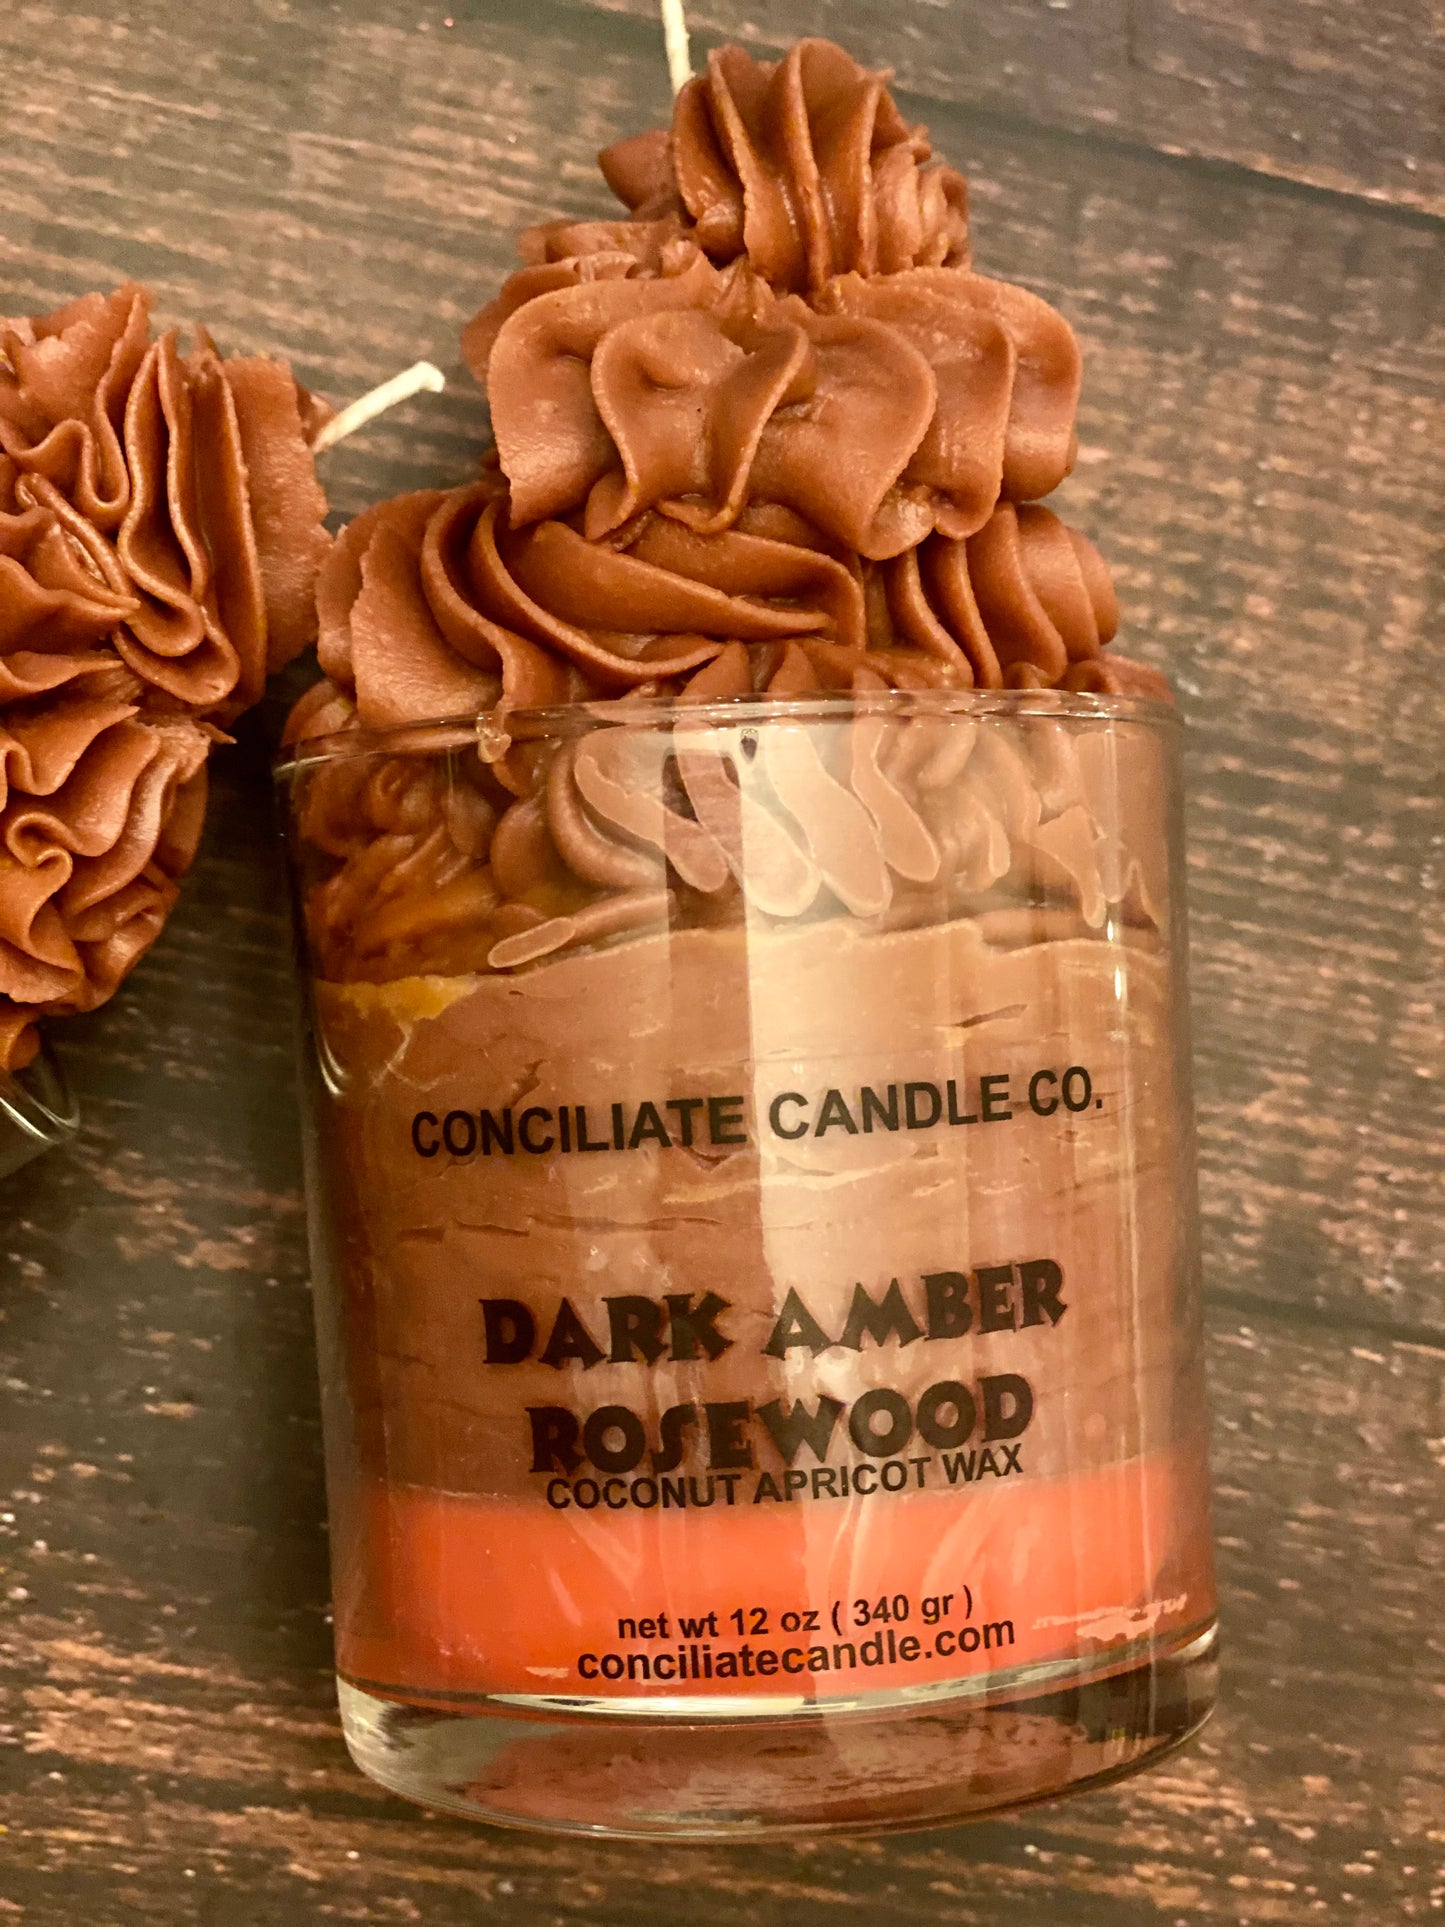 CONCILIATE CANDLE CO.
DARK AMBER
ROSEWOOD
COCONUT APRICOT WAX
net wt 12 oz ( 340 gr )
conciliatecandle.com